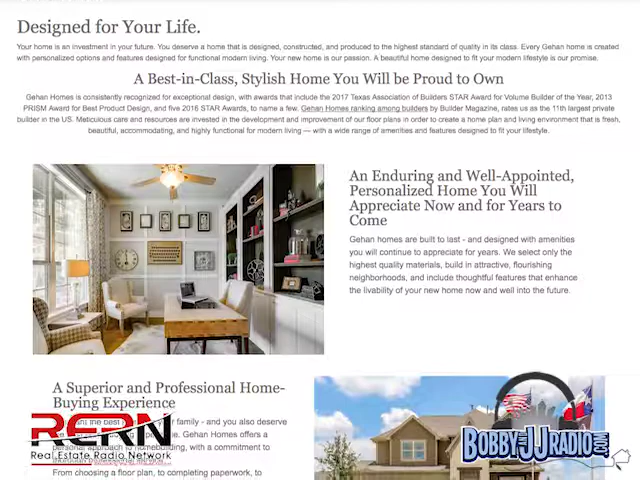 Designed for Your Life.
Your home is an investment in your future. You deserve a home that is designed, constructed, and produced to the highest standard of quality in its class. Every Gehan home is created
with personalized options and features designed for functional modern living. Your new home is our passion. A beautiful home designed to fit your modern lifestyle is our promise.
A Best-in-Class, Stylish Home You Will be Proud to Own
Gehan Homes is consistently recognized for exceptional design, with awards that include the 2017 Texas Association of Builders STAR Award for Volume Builder of the Year, 2013
PRISM Award for Best Product Design, and five 2016 STAR Awards, to name a few. Gehan Homes ranking among builders by Builder Magazine, rates us as the 11th largest private
builder in the US. Meticulous care and resources are invested in the development and improvement of our floor plans in order to create a home plan and living environment that is fresh,
beautiful, accommodating, and highly functional for modern living — with a wide range of amenities and features designed to fit your lifestyle.
An Enduring and Well-Appointed,
Personalized Home You Will
Appreciate Now and for Years to
Come
Gehan homes are built to last - and designed with amenities
you will continue to appreciate for years. We select only the
highest quality materials, build in attractive, flourishing
neighborhoods, and include thoughtful features that enhance
the livability of your new home now and well into the future.
A Superior and Professional Home-
Buying Experience
the best your family - and you also deserve
Gehan Homes offers a
personal approach to homebuilding, with a commitment to
From choosing a floor plan, to completing paperwork, to
RERN
Real Estate Radio Network
BOBBY AND JJ RADIO.COM